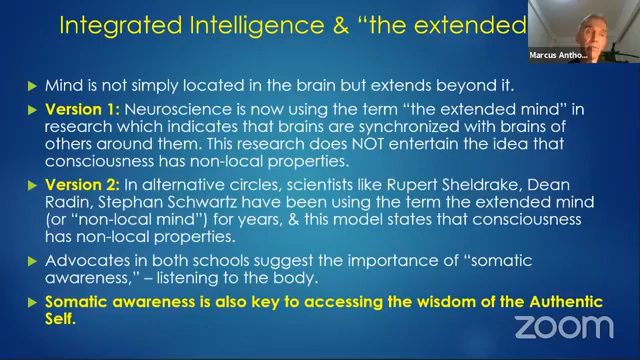 Integrated Intelligence & “the extended
Marcus Antho...
Mind is not simply located in the brain but extends beyond it.
Version 1: Neuroscience is now using the term “the extended mind” in
research which indicates that brains are synchronized with brains of
others around them. This research does NOT entertain the idea that
consciousness has non-local properties.
Version 2: In alternative circles, scientists like Rupert Sheldrake, Dean
Radin, Stephan Schwartz have been using the term the extended mind
(or “non-local mind”) for years, & this model states that consciousness
has non-local properties.
Advocates in both schools suggest the importance of “somatic
awareness,” – listening to the body.
Somatic awareness is also key to accessing the wisdom of the Authentic
Self.
zoom